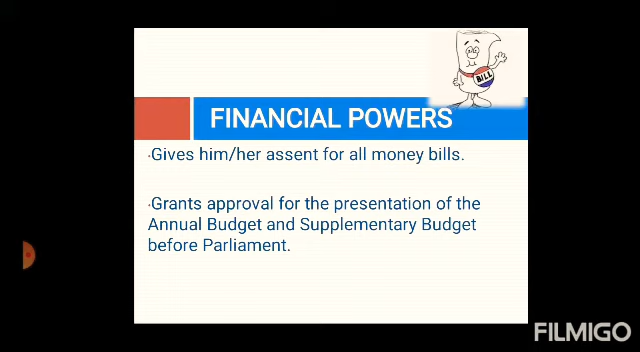 BILL
FINANCIAL POWERS
·Gives him/her assent for all money bills.
·Grants approval for the presentation of the
Annual Budget and Supplementary Budget
before Parliament.
FILMIGO